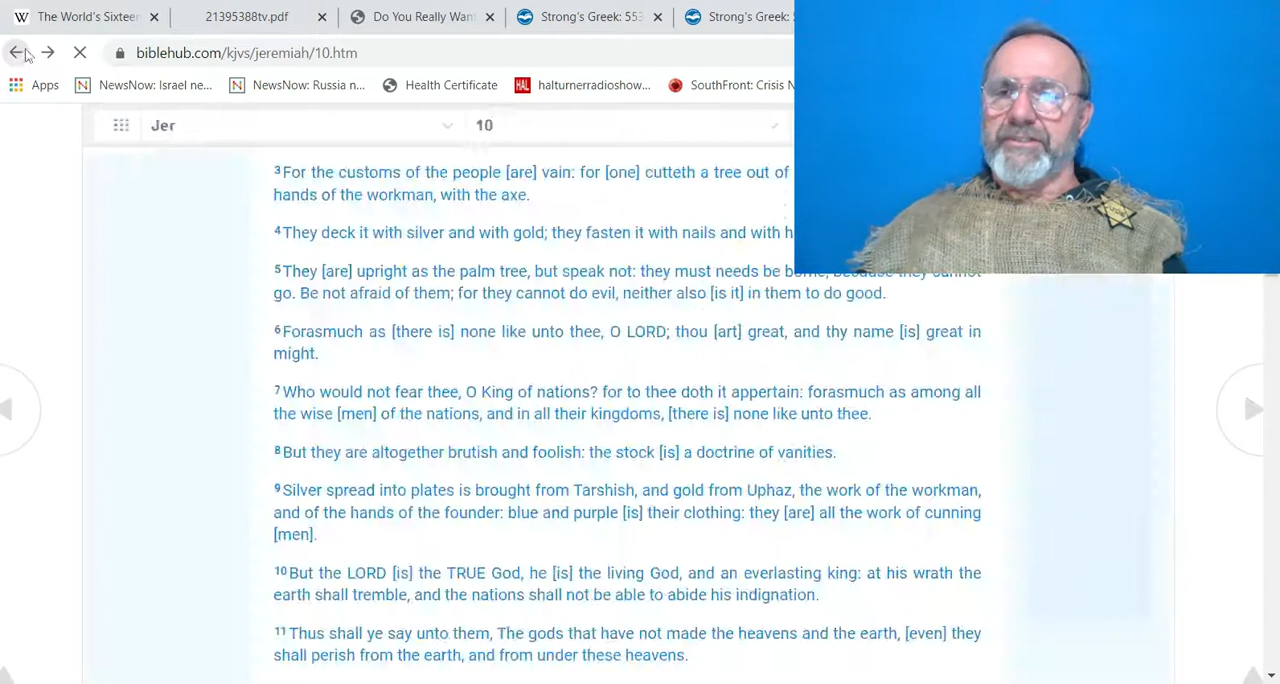 The World's Sixteen
21395388tv.pdf
Do You Really Wan
Strong's Greek: 553
Strong's Greek: 5
biblehub.com/kjvs/jeremiah/10.htm
Apps
NewsNow: Israel ne...
NewsNow: Russia n...
Health Certificate
HAL
halturnerradioshow...
SouthFront: Crisis N
Jer
10
3For the customs of the people [are] vain: for [one] cutteth a tree out of
hands of the workman, with the axe.
4They deck it with silver and with gold; they fasten it with nails and with h
5They [are] upright as the palm tree, but speak not: they must needs be borne, because they cannot
go. Be not afraid of them; for they cannot do evil, neither also [is it] in them to do good.
6Forasmuch as [there is] none like unto thee, O LORD; thou [art] great, and thy name [is] great in
might.
7Who would not fear thee, O King of nations? for to thee doth it appertain: forasmuch as among all
the wise [men] of the nations, and in all their kingdoms, [there is] none like unto thee.
8But they are altogether brutish and foolish: the stock [is] a doctrine of vanities.
9Silver spread into plates is brought from Tarshish, and gold from Uphaz, the work of the workman,
and of the hands of the founder: blue and purple [is] their clothing: they [are] all the work of cunning
[men].
10But the LORD [is] the TRUE God, he [is] the living God, and an everlasting king: at his wrath the
earth shall tremble, and the nations shall not be able to abide his indignation.
11Thus shall ye say unto them, The gods that have not made the heavens and the earth, [even] they
shall perish from the earth, and from under these heavens.